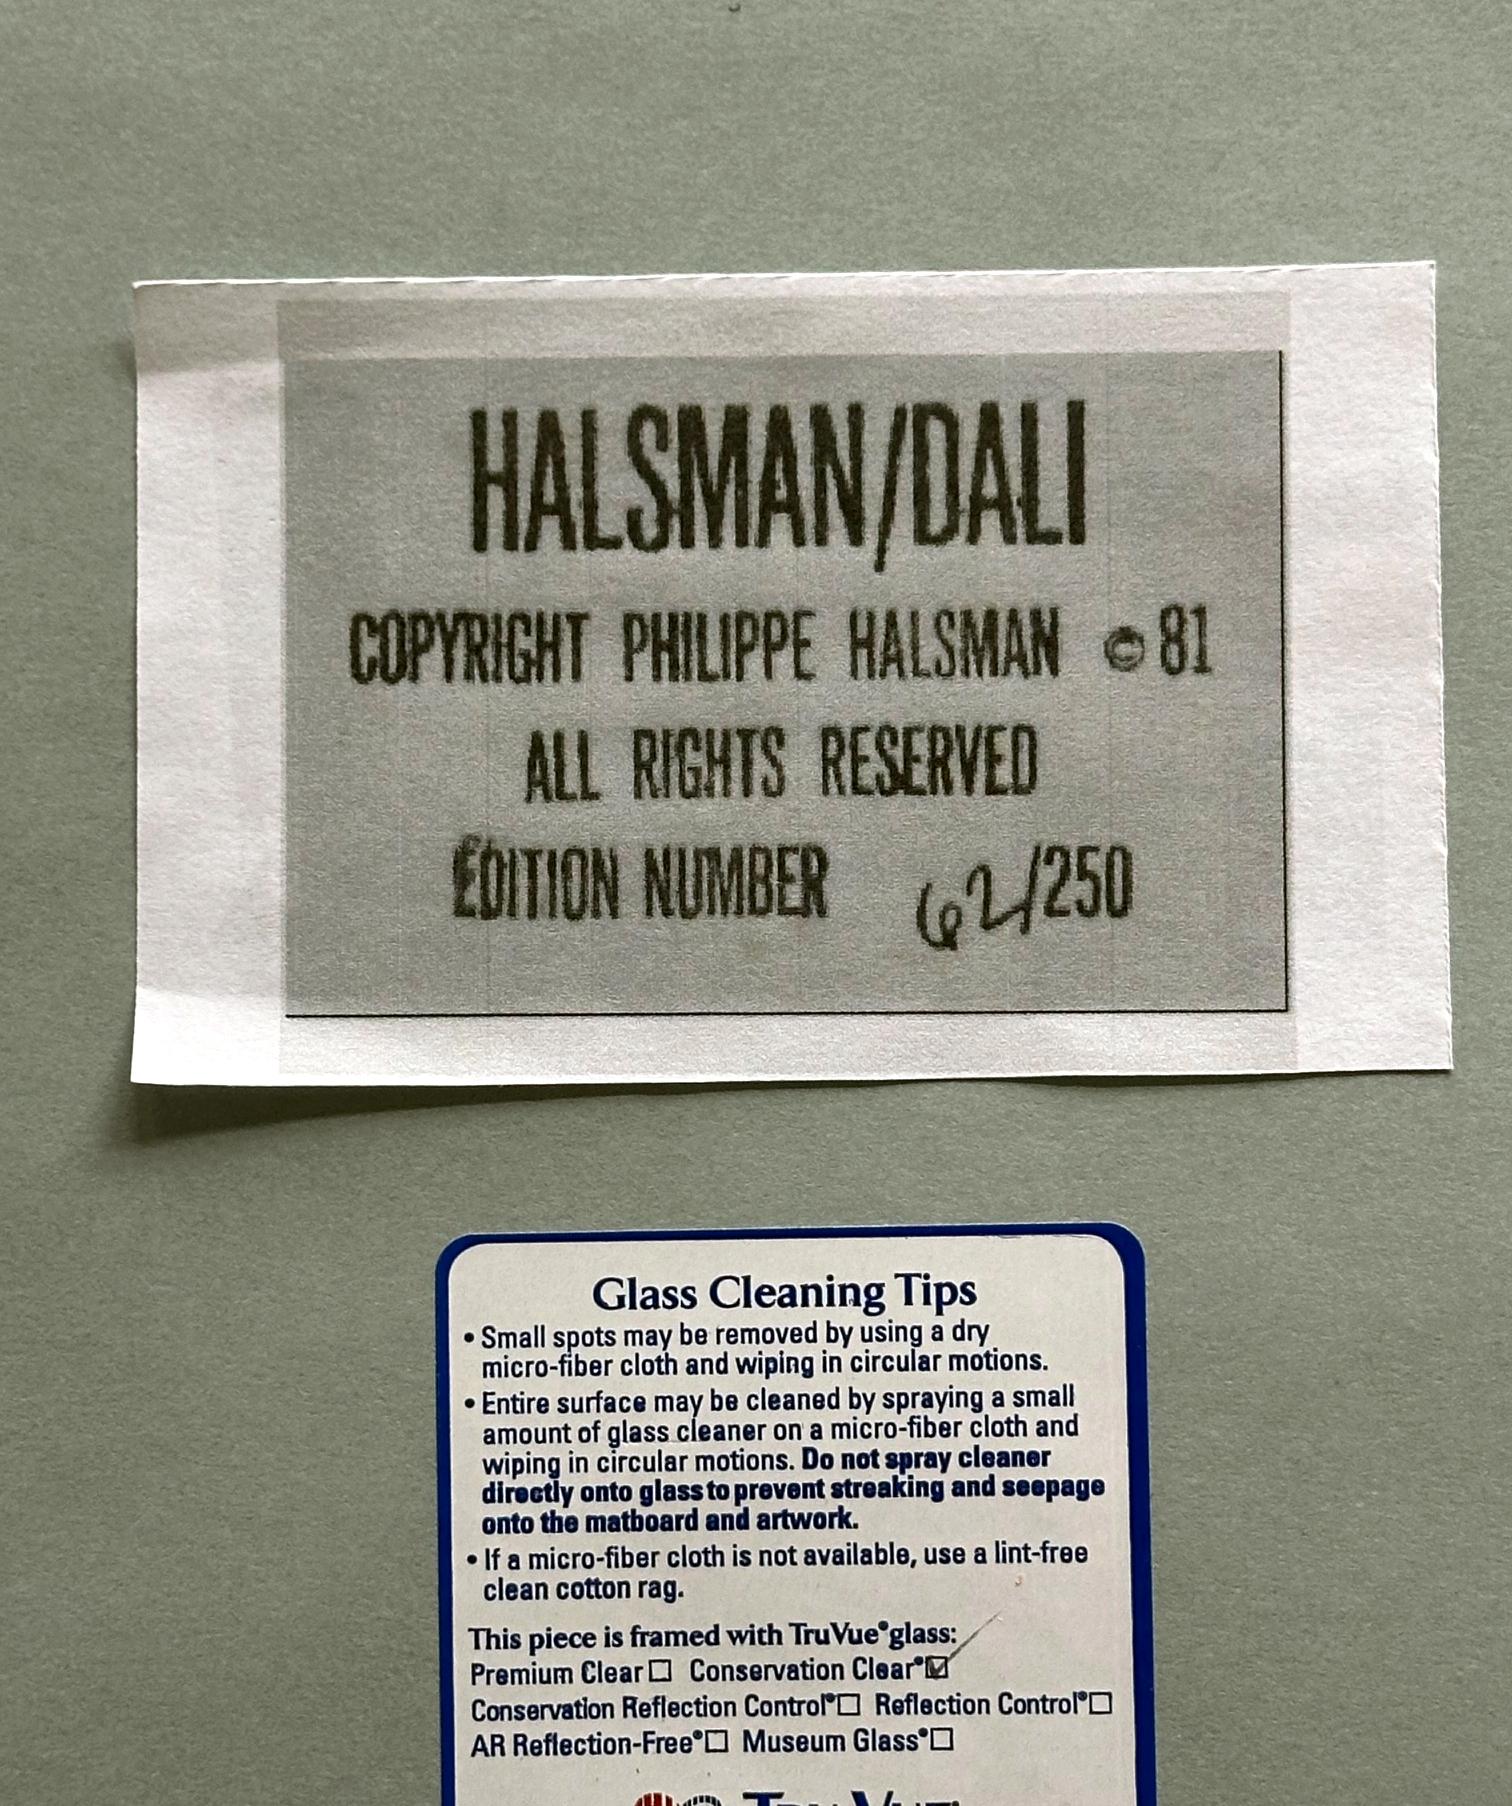 HALSMAN/DALI
COPYRIGHT PHILIPPE HALSMAN © 81
ALL RIGHTS RESERVED
EDITION NUMBER 62/250
Glass Cleaning Tips
• Small spots may be removed by using a dry
micro-fiber cloth and wiping in circular motions.
• Entire surface may be cleaned by spraying a small
amount of glass cleaner on a micro-fiber cloth and
wiping in circular motions. Do not spray cleaner
directly onto glass to prevent streaking and seepage
onto the matboard and artwork.
• If a micro-fiber cloth is not available, use a lint-free
clean cotton rag.
This piece is framed with TruVue® glass:
Premium Clear ☐ Conservation Clear® ☑
Conservation Reflection Control® ☐ Reflection Control® ☐
AR Reflection-Free® ☐ Museum Glass® ☐
TRU VUE